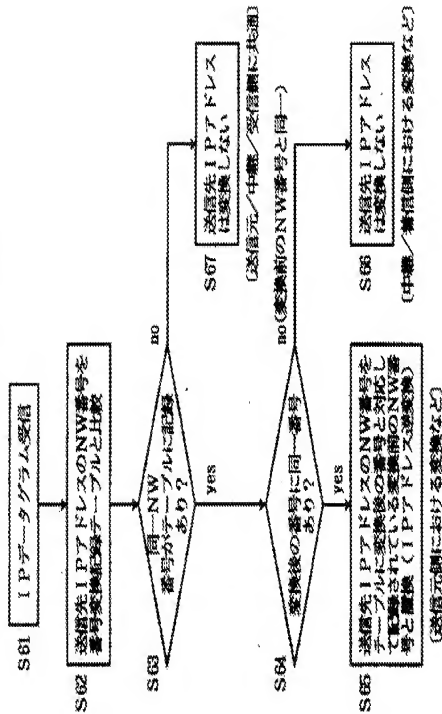 S61
IPデータグラム受信
S62
送信先IPアドレスのNW番号を
番号変換記録テーブルと比較
S63
同一NW
番号がテーブルに記録
あり?
no
yes
S67
送信先IPアドレス
は変換しない
(送信元/中継/受信側に共通)
S64
変換後の番号に同一番号
あり?
no(変換前のNW番号と同一)
yes
S66
送信先IPアドレス
は変換しない
(中継/着信側における変換など)
S65
送信先IPアドレスのNW番号を
テーブルに変換後の番号と対応し
て記録されている変換前のNW番
号と置換(IPアドレス逆変換)
(送信元側における変換など)